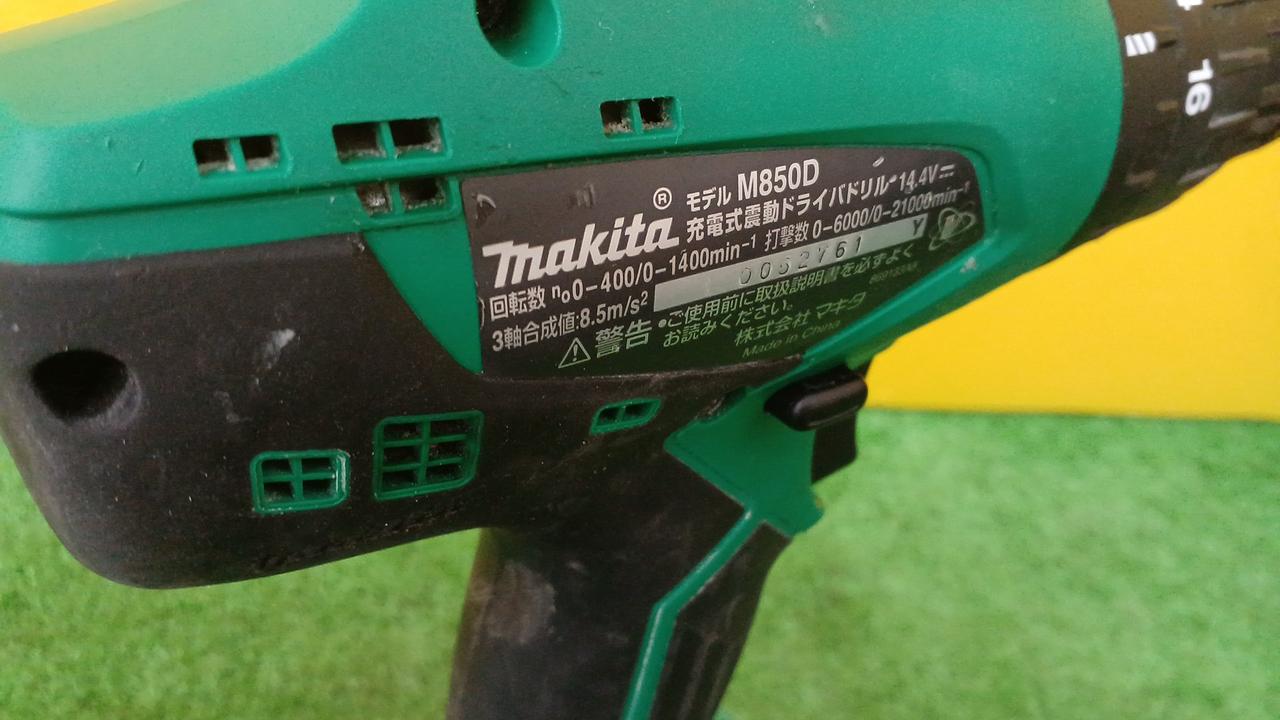 makita®
モデル M850D
充電式震動ドライバドリル・14.4V
回転数 n₀0-400/0-1400min⁻¹ 打撃数 0-6000/0-21000min⁻¹
3軸合成値:8.5m/s²
0052761 Y
⚠警告 •ご使用前に取扱説明書を必ずよく
お読みください。
株式会社 マキタ
Made in China
16